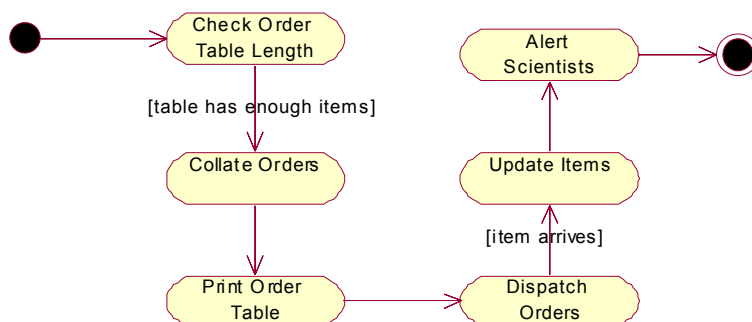 Check Order
Table Length
[table has enough items]
Collate Orders
Print Order
Table
Dispatch
Orders
[item arrives]
Update Items
Alert
Scientists